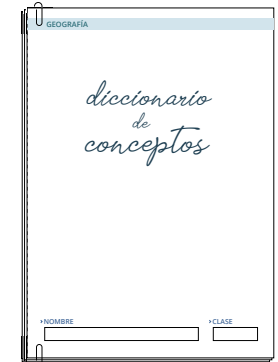 GEOGRAFÍA
diccionario
de
conceptos
NOMBRE
CLASE